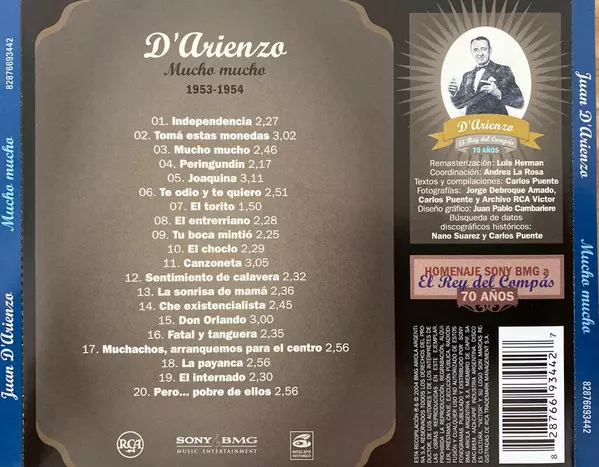 82876693442
Mucho mucho
Juan D'Arienzo
D'Arienzo
Mucho mucho
1953-1954
01. Independencia 2,27
02. Tomá estas monedas 3,02
03. Mucho mucho 2,46
04. Peringundín 2,17
05. Joaquina 3,11
06. Te odio y te quiero 2,51
07. El torito 1,50
08. El entrerriano 2,28
09. Tu boca mintió 2,25
10. El choclo 2,29
11. Canzoneta 3,05
12. Sentimiento de calavera 2,32
13. La sonrisa de mamá 2,36
14. Che existencialista 2,45
15. Don Orlando 3,00
16. Fatal y tanguera 2,35
17. Muchachos, arranquemos para el centro 2,56
18. La payanca 2,56
19. El internado 2,30
20. Pero... pobre de ellos 2,56
RCA
SONY BMG
MUSIC ENTERTAINMENT
D'Arienzo
El Rey del Compás
70 AÑOS
Remasterización: Luis Herman
Coordinación: Andrea La Rosa
Textos y compilaciones: Carlos Puente
Fotografías: Jorge Debroque Amado,
Carlos Puente y Archivo RCA Victor
Diseño gráfico: Juan Pablo Cambariere
Búsqueda de datos
discográficos históricos:
Nano Suarez y Carlos Puente
HOMENAJE SONY BMG a
El Rey del Compás
70 AÑOS
8 28766 93442 7
Juan D'Arienzo
Mucho mucho
82876693442